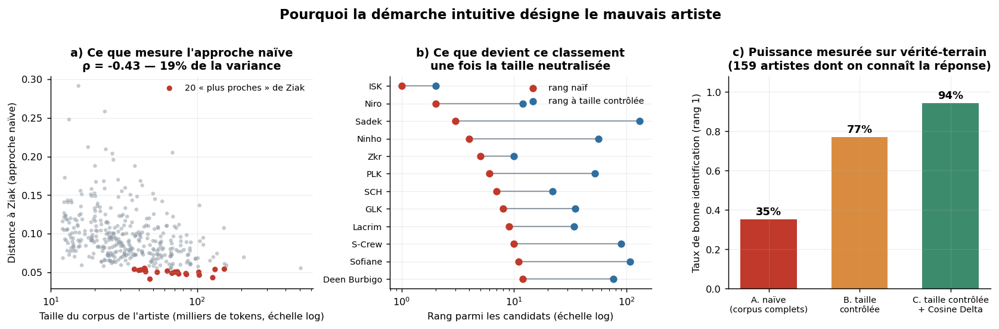 Pourquoi la démarche intuitive désigne le mauvais artiste
a) Ce que mesure l'approche naïve
ρ = -0.43 — 19% de la variance
20 « plus proches » de Ziak
Distance à Ziak (approche naïve)
0.30
0.25
0.20
0.15
0.10
0.05
10¹
10²
Taille du corpus de l'artiste (milliers de tokens, échelle log)
b) Ce que devient ce classement
une fois la taille neutralisée
rang naïf
rang à taille contrôlée
ISK
Niro
Sadek
Ninho
Zkr
PLK
SCH
GLK
Lacrim
S-Crew
Sofiane
Deen Burbigo
10⁰
10¹
10²
Rang parmi les candidats (échelle log)
c) Puissance mesurée sur vérité-terrain
(159 artistes dont on connaît la réponse)
Taux de bonne identification (rang 1)
1.0
0.8
0.6
0.4
0.2
0.0
35%
77%
94%
A. naïve
(corpus complets)
B. taille
contrôlée
C. taille contrôlée
+ Cosine Delta